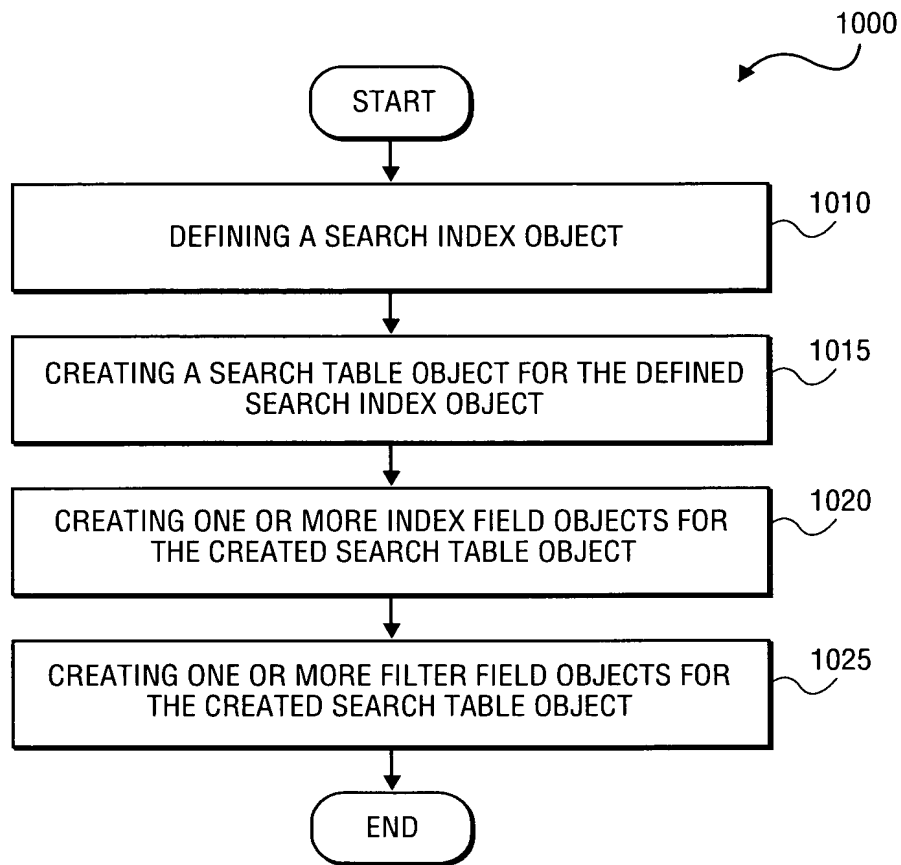 1000
START
DEFINING A SEARCH INDEX OBJECT
1010
CREATING A SEARCH TABLE OBJECT FOR THE DEFINED
SEARCH INDEX OBJECT
1015
CREATING ONE OR MORE INDEX FIELD OBJECTS FOR
THE CREATED SEARCH TABLE OBJECT
1020
CREATING ONE OR MORE FILTER FIELD OBJECTS FOR
THE CREATED SEARCH TABLE OBJECT
1025
END